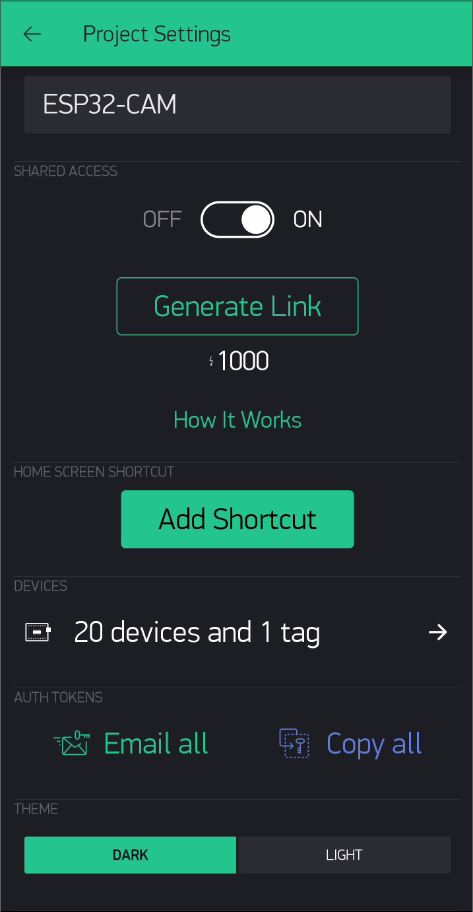 Project Settings
ESP32-CAM
SHARED ACCESS
OFF ON
Generate Link
1000
How It Works
HOME SCREEN SHORTCUT
Add Shortcut
DEVICES
20 devices and 1 tag
AUTH TOKENS
Email all Copy all
THEME
DARK LIGHT